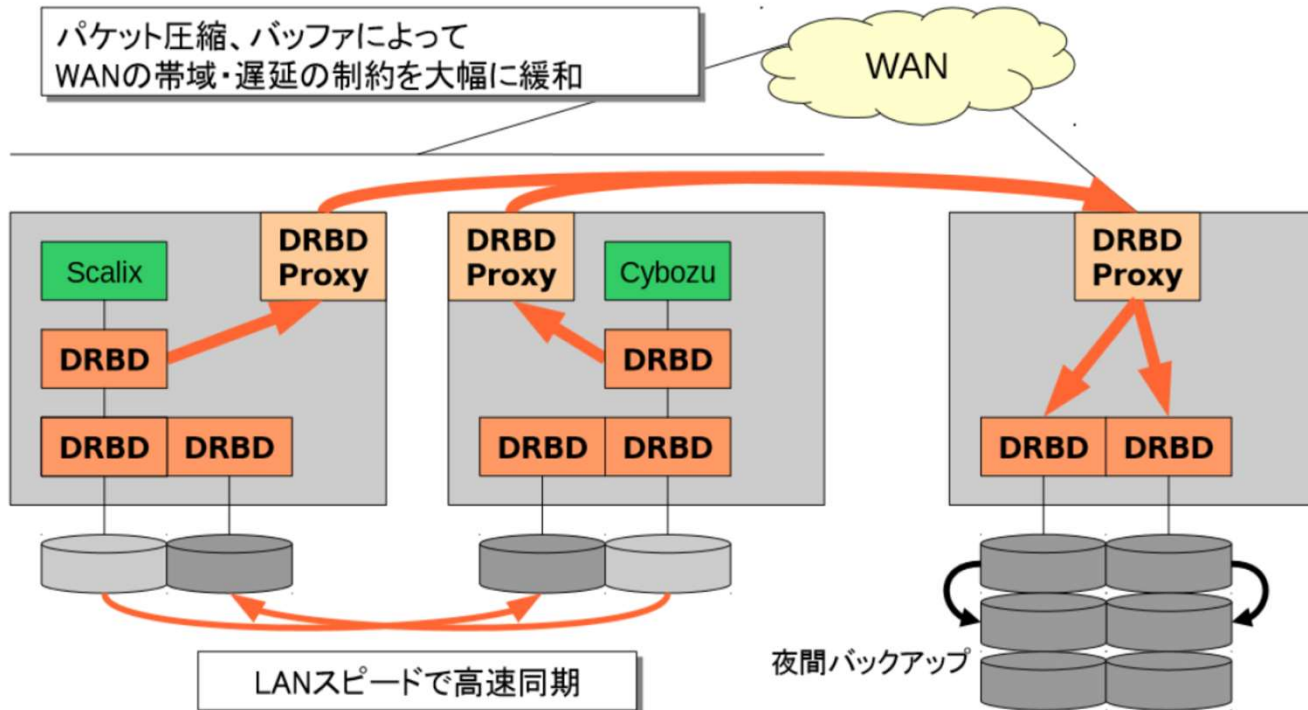 パケット圧縮、バッファによって
WANの帯域・遅延の制約を大幅に緩和
WAN
DRBD
Proxy
DRBD
Proxy
DRBD
Proxy
Scalix
Cybozu
DRBD
DRBD
DRBD
DRBD
DRBD
DRBD
DRBD
DRBD
LANスピードで高速同期
夜間バックアップ